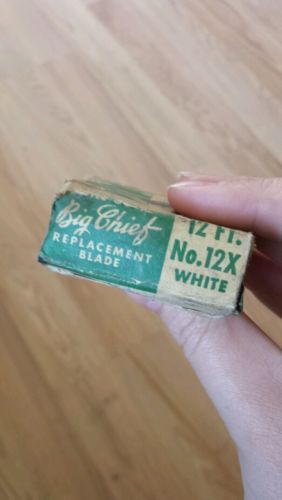 Big Chief
REPLACEMENT
BLADE
12 FT.
No. 12X
WHITE